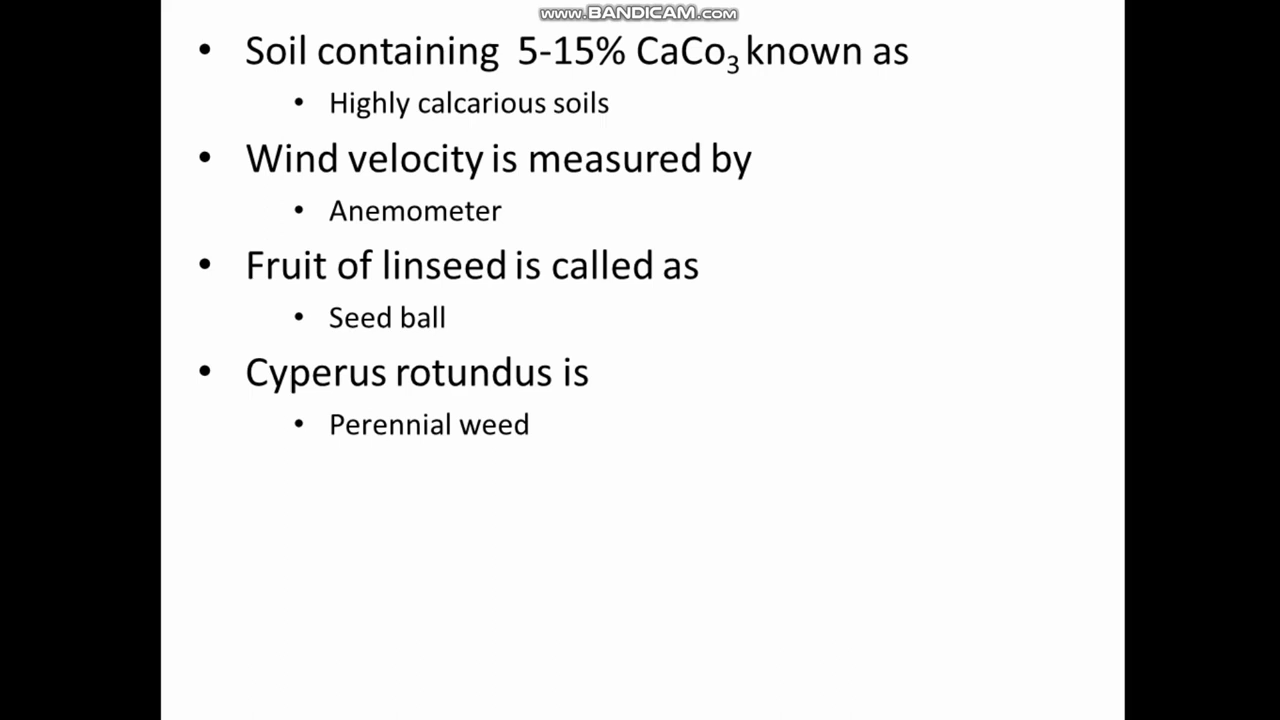 www.BANDICAM.com
• Soil containing 5-15% CaCo₃ known as
• Highly calcarious soils
• Wind velocity is measured by
• Anemometer
• Fruit of linseed is called as
• Seed ball
• Cyperus rotundus is
• Perennial weed